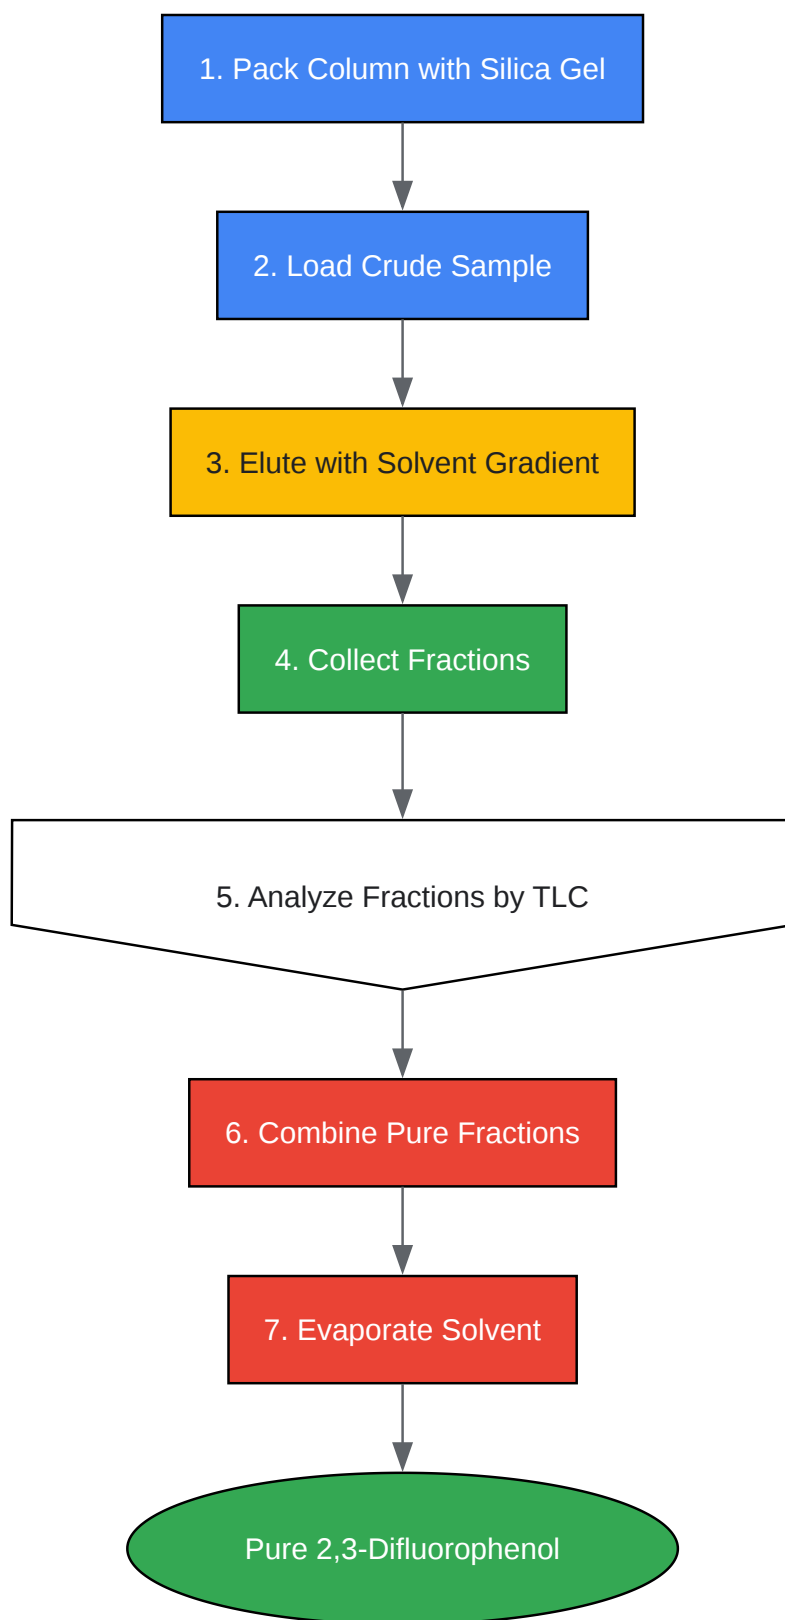 1. Pack Column with Silica Gel
2. Load Crude Sample
3. Elute with Solvent Gradient
4. Collect Fractions
5. Analyze Fractions by TLC
6. Combine Pure Fractions
7. Evaporate Solvent
Pure 2,3-Difluorophenol